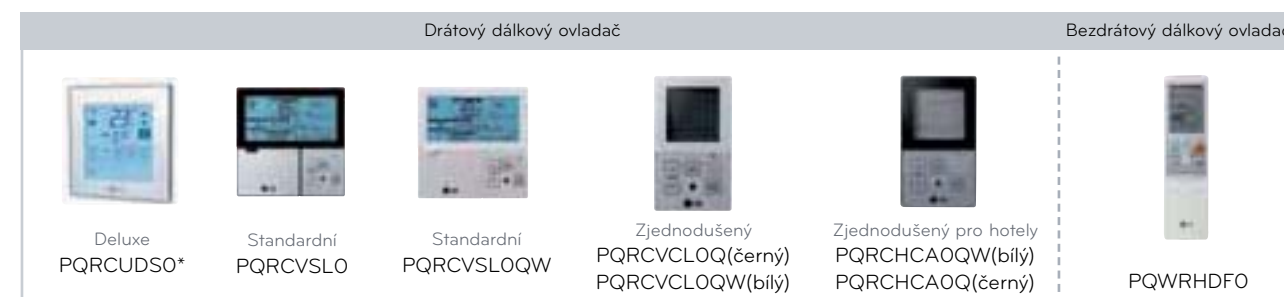 Drátový dálkový ovladač
Bezdrátový dálkový ovladač
Deluxe
PQRCUDS0*
Standardní
PQRCVSL0
Standardní
PQRCVSL0QW
Zjednodušený
PQRCVCL0Q(černý)
PQRCVCL0QW(bílý)
Zjednodušený pro hotely
PQRCHCA0QW(bílý)
PQRCHCA0Q(černý)
PQWRHDF0